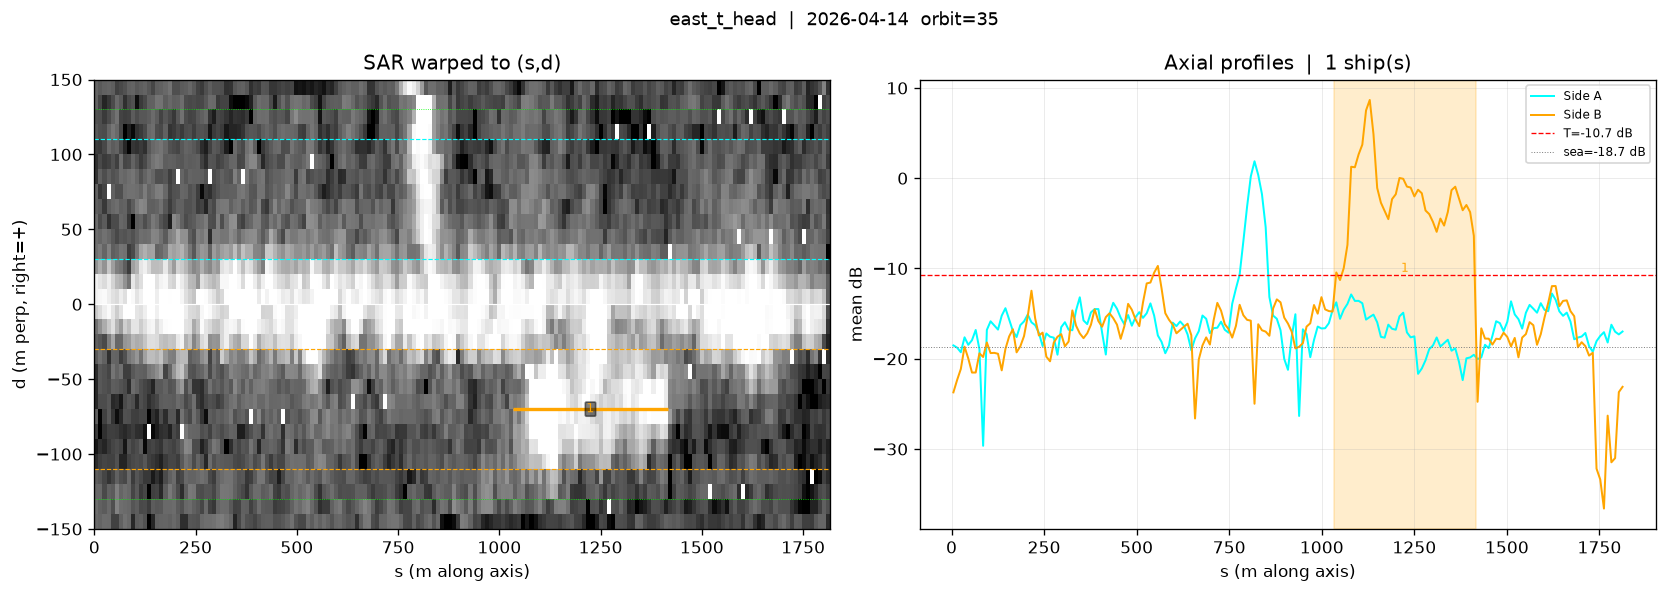 east_t_head  |  2026-04-14  orbit=35
SAR warped to (s,d)
150
100
50
0
−50
−100
−150
d (m perp, right=+)
1
0
250
500
750
1000
1250
1500
1750
s (m along axis)
Axial profiles  |  1 ship(s)
10
0
−10
−20
−30
mean dB
1
Side A
Side B
T=-10.7 dB
sea=-18.7 dB
0
250
500
750
1000
1250
1500
1750
s (m along axis)